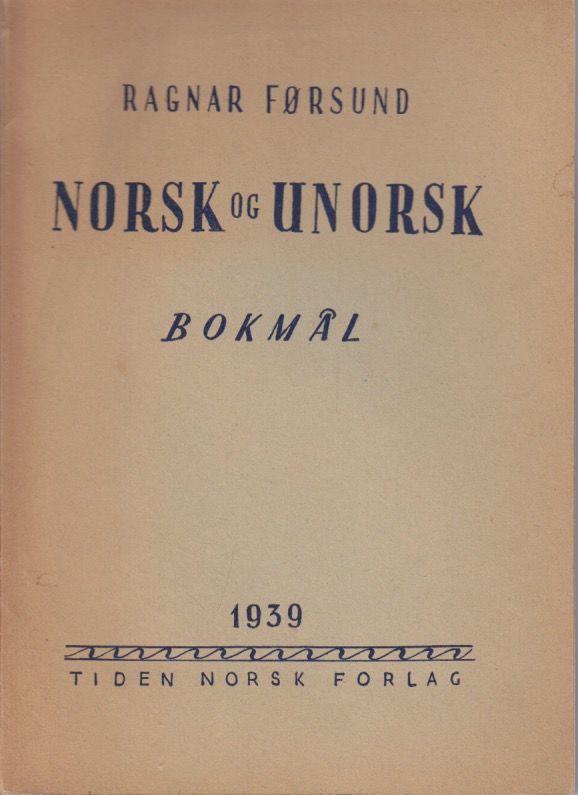 RAGNAR FØRSUND
NORSK OG UNORSK
BOKMÅL
1939
TIDEN NORSK FORLAG